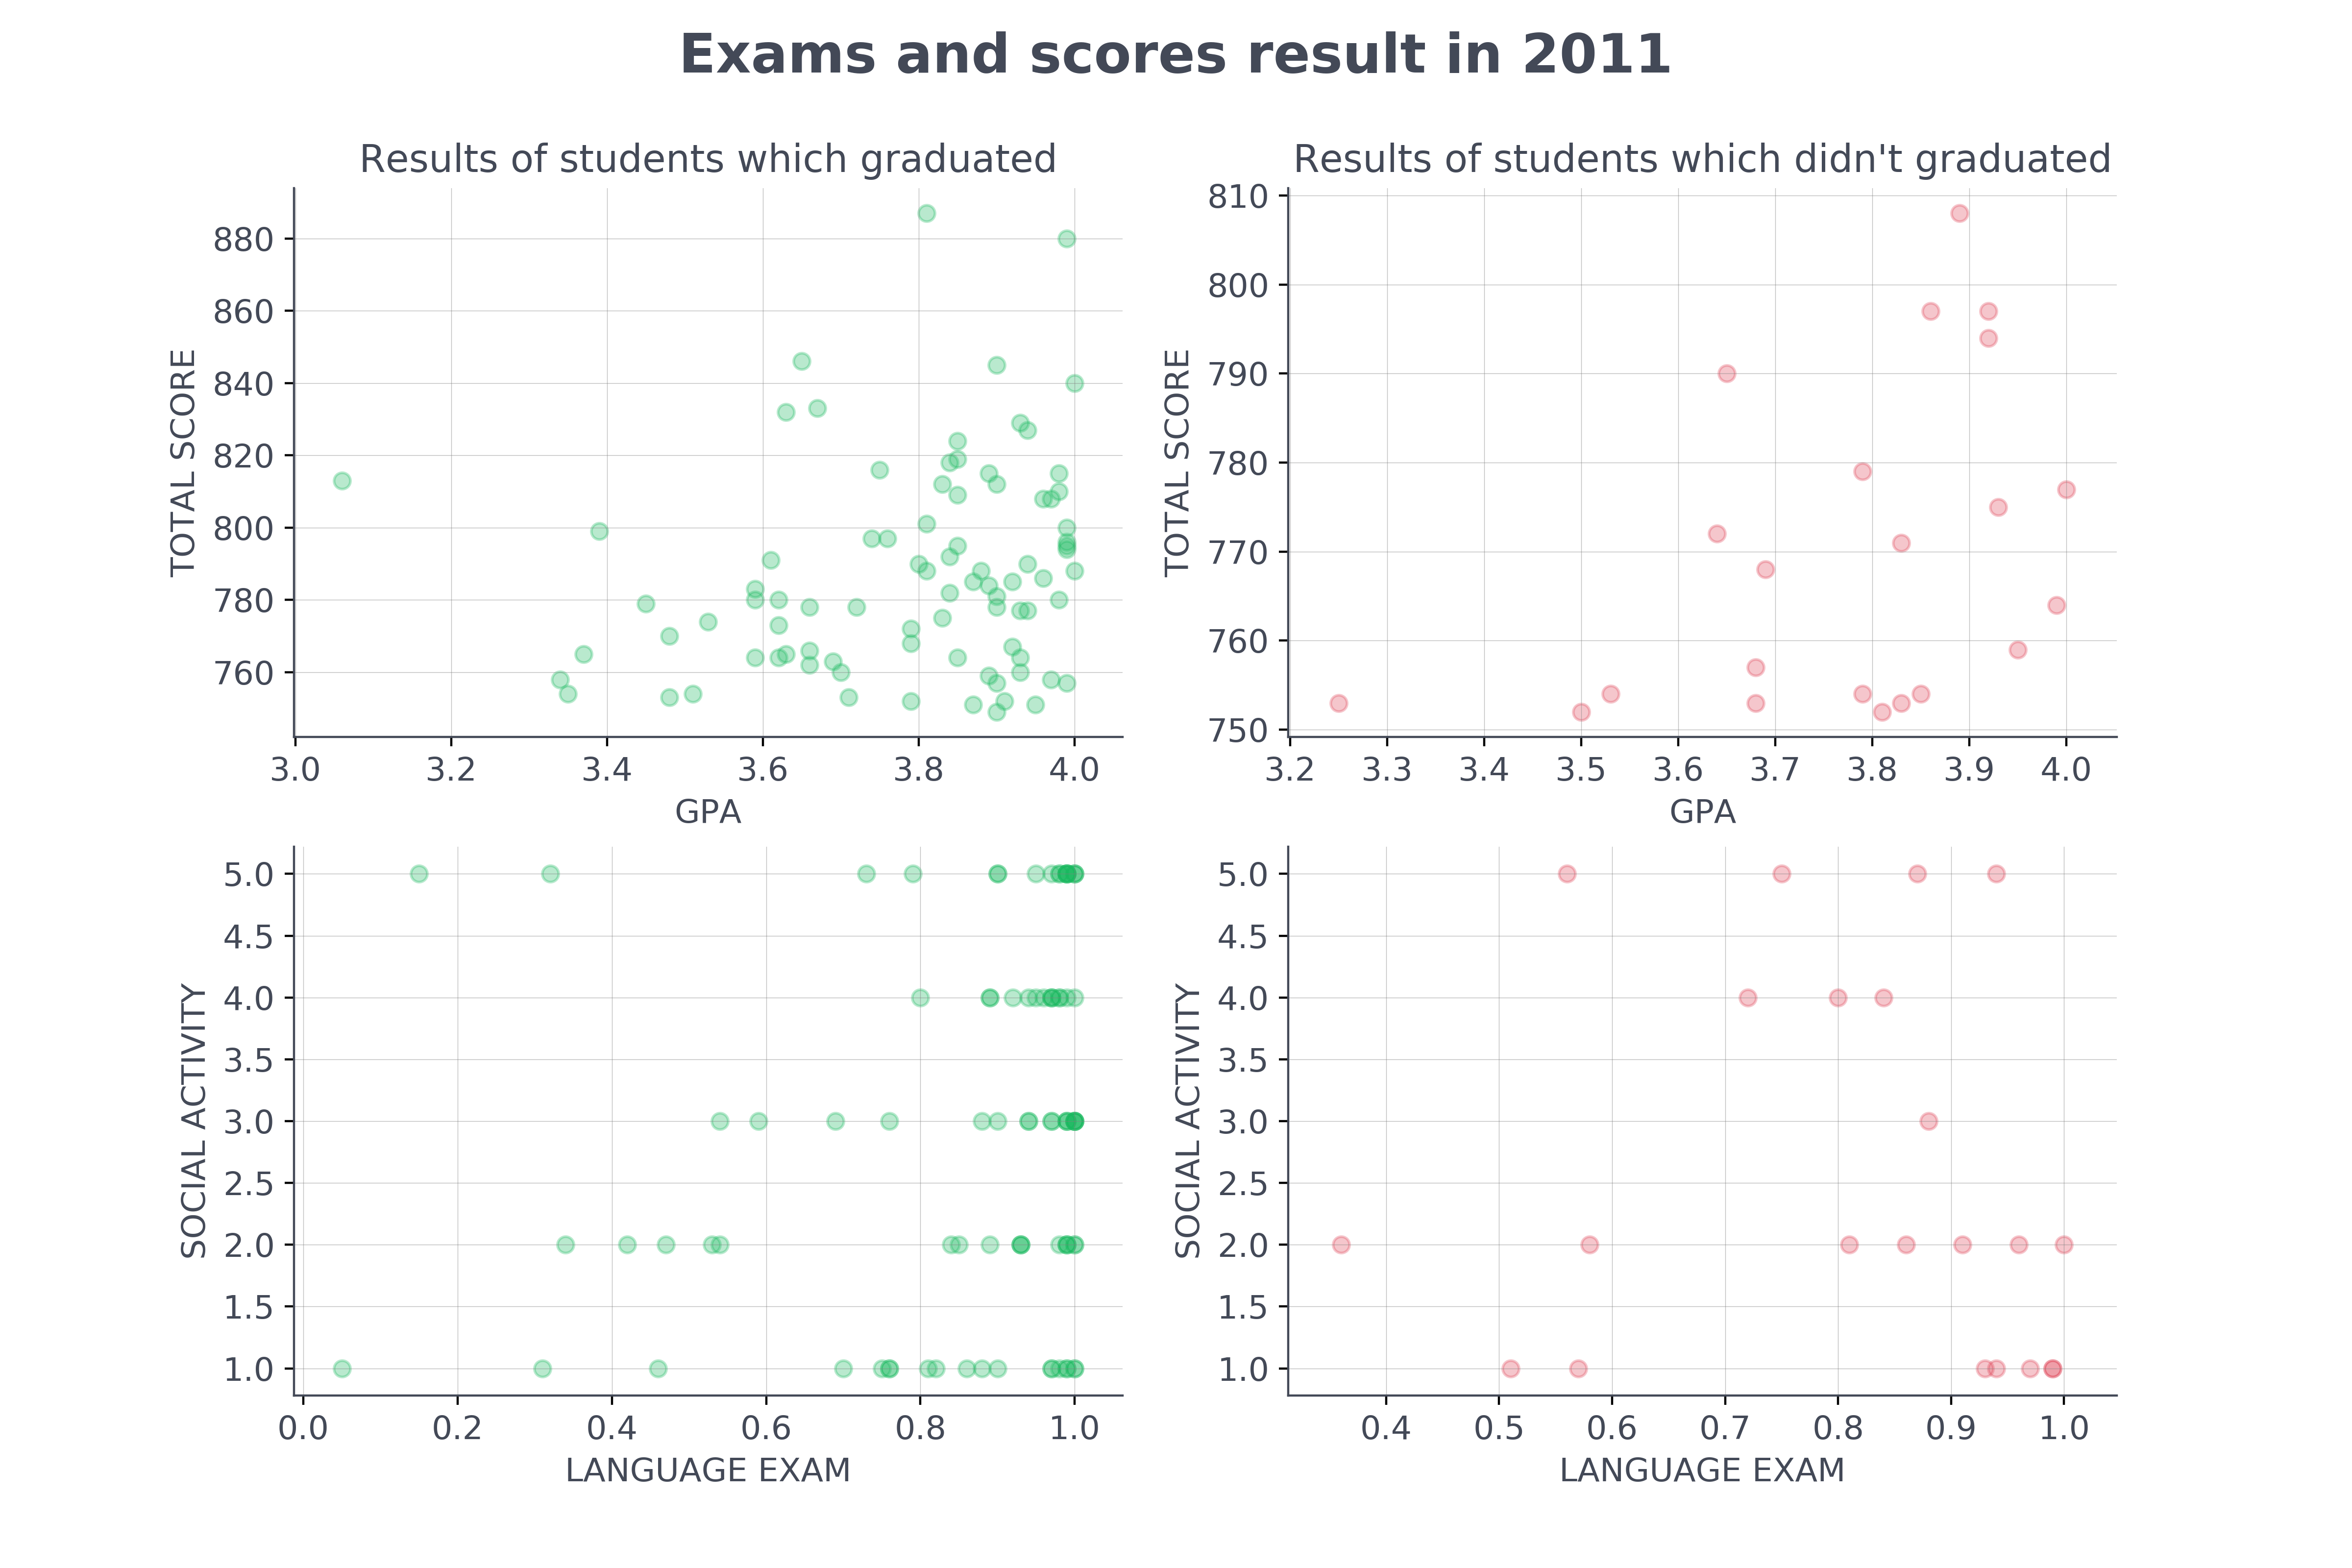 Exams and scores result in 2011
Results of students which graduated
TOTAL SCORE
880
860
840
820
800
780
760
3.0 3.2 3.4 3.6 3.8 4.0
GPA
Results of students which didn't graduated
TOTAL SCORE
810
800
790
780
770
760
750
3.2 3.3 3.4 3.5 3.6 3.7 3.8 3.9 4.0
GPA
SOCIAL ACTIVITY
5.0
4.5
4.0
3.5
3.0
2.5
2.0
1.5
1.0
0.0 0.2 0.4 0.6 0.8 1.0
LANGUAGE EXAM
SOCIAL ACTIVITY
5.0
4.5
4.0
3.5
3.0
2.5
2.0
1.5
1.0
0.4 0.5 0.6 0.7 0.8 0.9 1.0
LANGUAGE EXAM